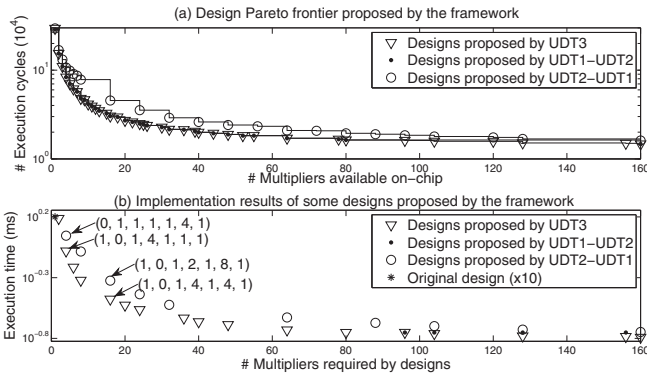 (a) Design Pareto frontier proposed by the framework
# Execution cycles (10^4)
10^1
10^0
Designs proposed by UDT3
Designs proposed by UDT1−UDT2
Designs proposed by UDT2−UDT1
0 20 40 60 80 100 120 140 160
# Multipliers available on−chip
(b) Implementation results of some designs proposed by the framework
Execution time (ms)
10^0.2
10^−0.3
10^−0.8
(0, 1, 1, 1, 1, 4, 1)
(1, 0, 1, 4, 1, 1, 1)
(1, 0, 1, 2, 1, 8, 1)
(1, 0, 1, 4, 1, 4, 1)
Designs proposed by UDT3
Designs proposed by UDT1−UDT2
Designs proposed by UDT2−UDT1
Original design (x10)
0 20 40 60 80 100 120 140 160
# Multipliers required by designs